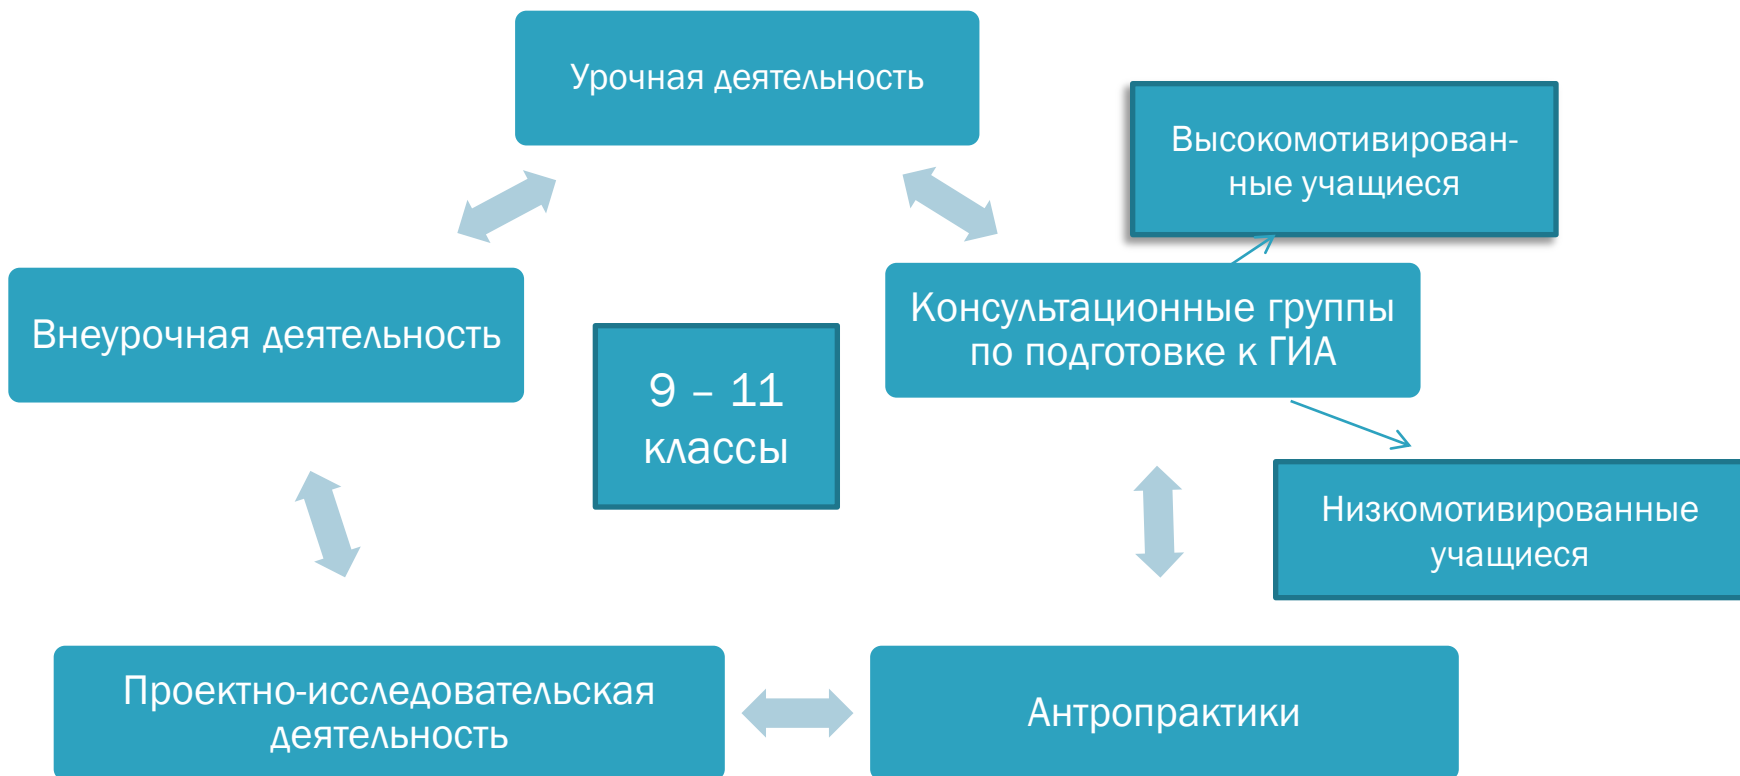 Урочная деятельность
Высокомотивирован-
ные учащиеся
Внеурочная деятельность
Консультационные группы
по подготовке к ГИА
9 – 11
классы
Низкомотивированные
учащиеся
Проектно-исследовательская
деятельность
Антропрактики